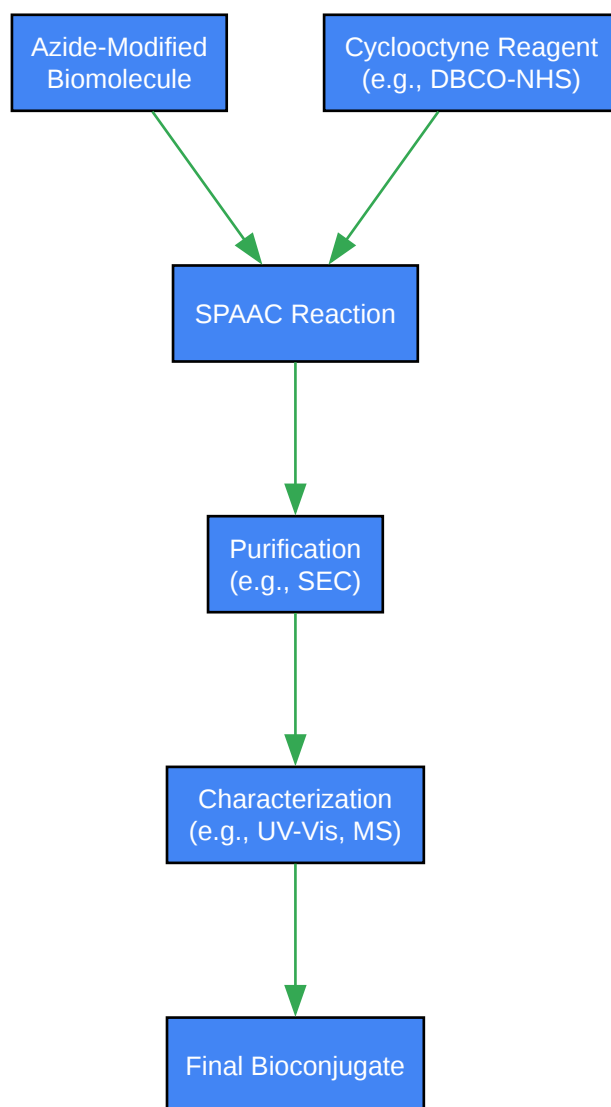 Azide-Modified
Biomolecule
Cyclooctyne Reagent
(e.g., DBCO-NHS)
SPAAC Reaction
Purification
(e.g., SEC)
Characterization
(e.g., UV-Vis, MS)
Final Bioconjugate